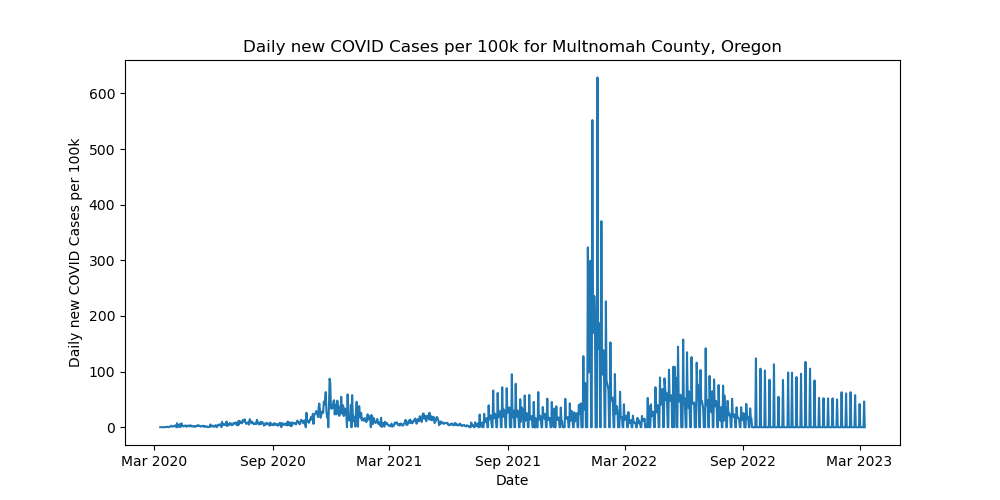 Daily new COVID Cases per 100k for Multnomah County, Oregon
Daily new COVID Cases per 100k
600
500
400
300
200
100
0
Mar 2020
Sep 2020
Mar 2021
Sep 2021
Mar 2022
Sep 2022
Mar 2023
Date